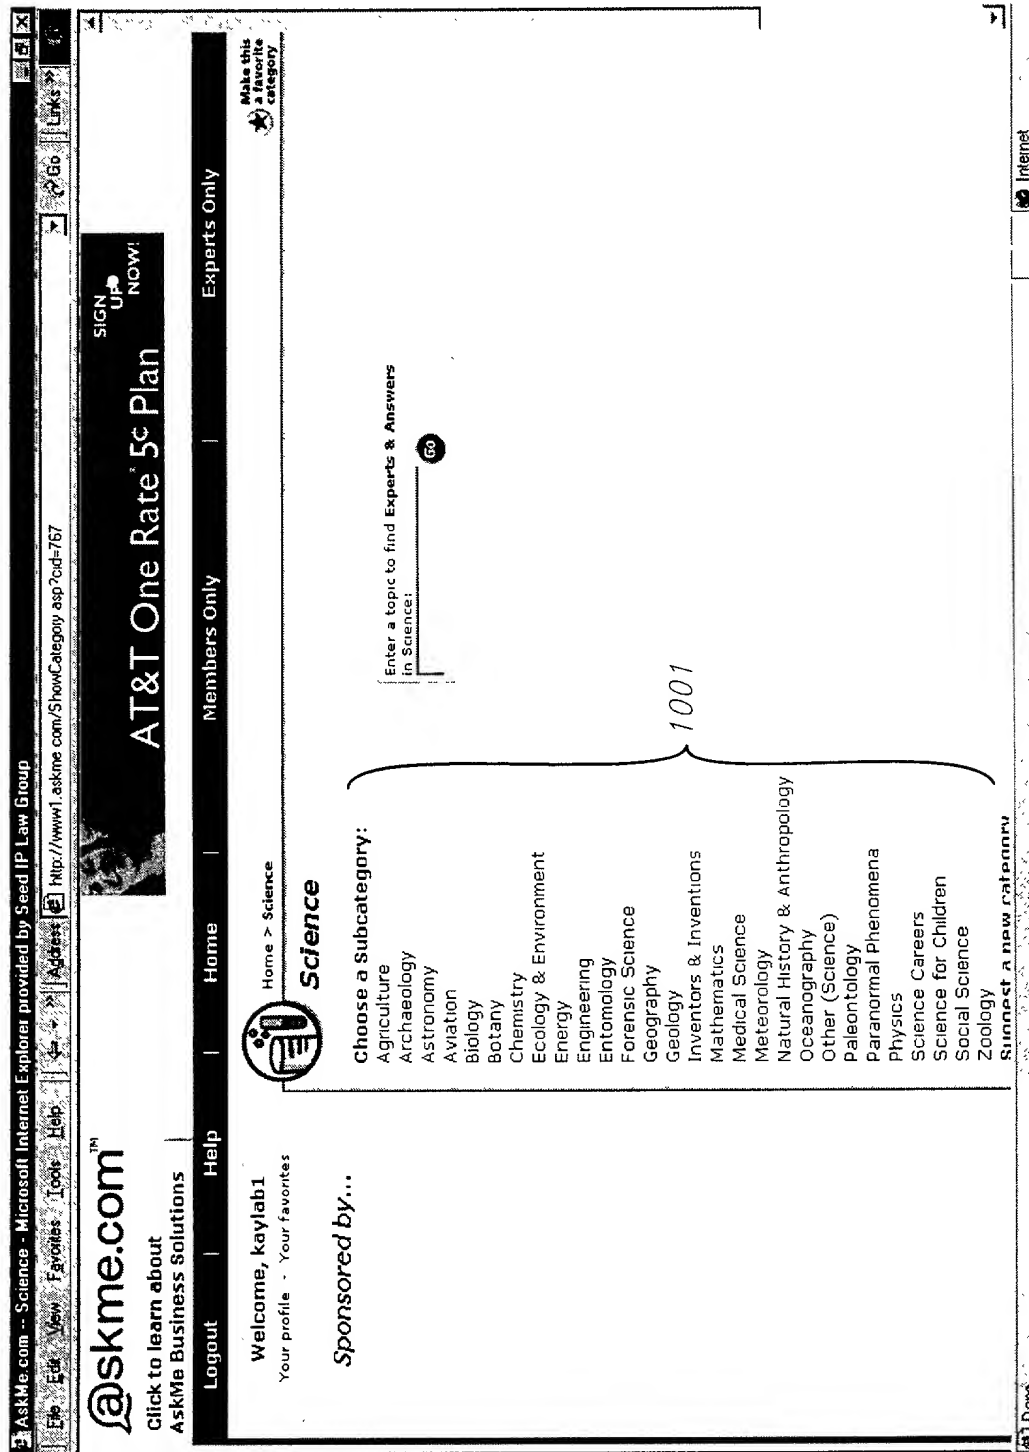 AskMe.com -- Science - Microsoft Internet Explorer provided by Seed IP Law Group
File Edit View Favorites Tools Help » Address http://www1.askme.com/ShowCategory.asp?cid=767 Go Links »
@skme.com™
Click to learn about
AskMe Business Solutions
AT&T One Rate 5¢ Plan
SIGN
UP
NOW!
Logout | Help | Home | Members Only | Experts Only
Welcome, kaylab1
Your profile - Your favorites
Sponsored by...
Home > Science
Make this
a favorite
category
Science
Choose a Subcategory:
Agriculture
Archaeology
Astronomy
Aviation
Biology
Botany
Chemistry
Ecology & Environment
Energy
Engineering
Entomology
Forensic Science
Geography
Geology
Inventors & Inventions
Mathematics
Medical Science
Meteorology
Natural History & Anthropology
Oceanography
Other (Science)
Paleontology
Paranormal Phenomena
Physics
Science Careers
Science for Children
Social Science
Zoology
Suggest a new category
1001
Enter a topic to find Experts & Answers
in Science:
GO
Done
Internet